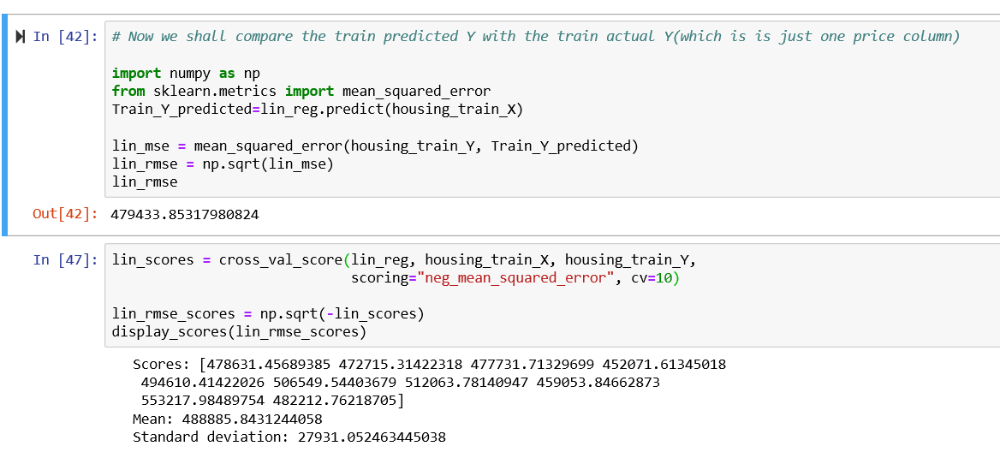 In [42]: # Now we shall compare the train predicted Y with the train actual Y(which is is just one price column)
import numpy as np
from sklearn.metrics import mean_squared_error
Train_Y_predicted=lin_reg.predict(housing_train_X)
lin_mse = mean_squared_error(housing_train_Y, Train_Y_predicted)
lin_rmse = np.sqrt(lin_mse)
lin_rmse
Out[42]: 479433.85317980824
In [47]: lin_scores = cross_val_score(lin_reg, housing_train_X, housing_train_Y,
scoring="neg_mean_squared_error", cv=10)
lin_rmse_scores = np.sqrt(-lin_scores)
display_scores(lin_rmse_scores)
Scores: [478631.45689385 472715.31422318 477731.71329699 452071.61345018
494610.41422026 506549.54403679 512063.78140947 459053.84662873
553217.98489754 482212.76218705]
Mean: 488885.8431244058
Standard deviation: 27931.052463445038